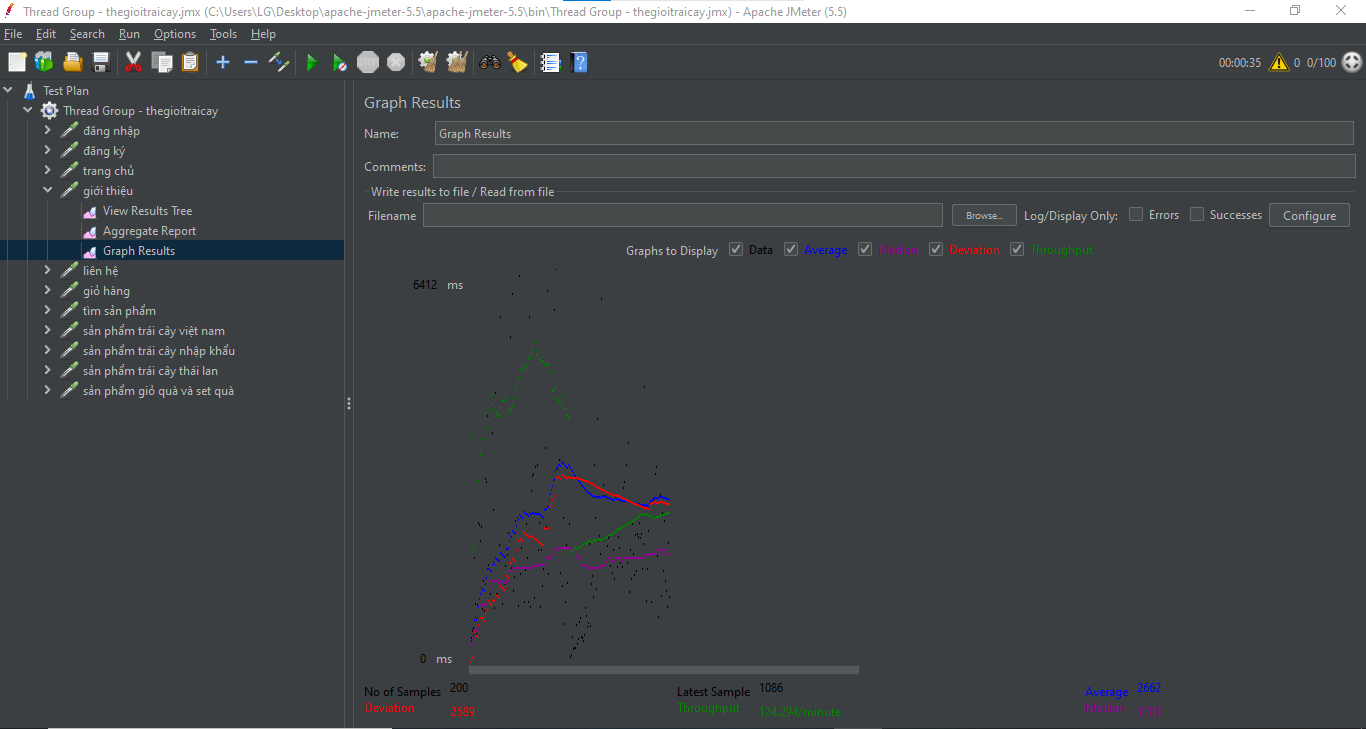 Thread Group - thegioitraicay.jmx (C:\Users\LG\Desktop\apache-jmeter-5.5\apache-jmeter-5.5\bin\Thread Group - thegioitraicay.jmx) - Apache JMeter (5.5)
File Edit Search Run Options Tools Help
STOP 00:00:35 0 0/100
Test Plan
Thread Group - thegioitraicay
đăng nhập
đăng ký
trang chủ
giới thiệu
View Results Tree
Aggregate Report
Graph Results
liên hệ
giỏ hàng
tìm sản phẩm
sản phẩm trái cây việt nam
sản phẩm trái cây nhập khẩu
sản phẩm trái cây thái lan
sản phẩm giỏ quà và set quà
Graph Results
Name: Graph Results
Comments:
Write results to file / Read from file
Filename Browse... Log/Display Only: Errors Successes Configure
Graphs to Display Data Average Median Deviation Throughput
6412 ms
0 ms
No of Samples 200 Latest Sample 1086 Average 2662
Deviation 2589 Throughput 124.294/minute Median